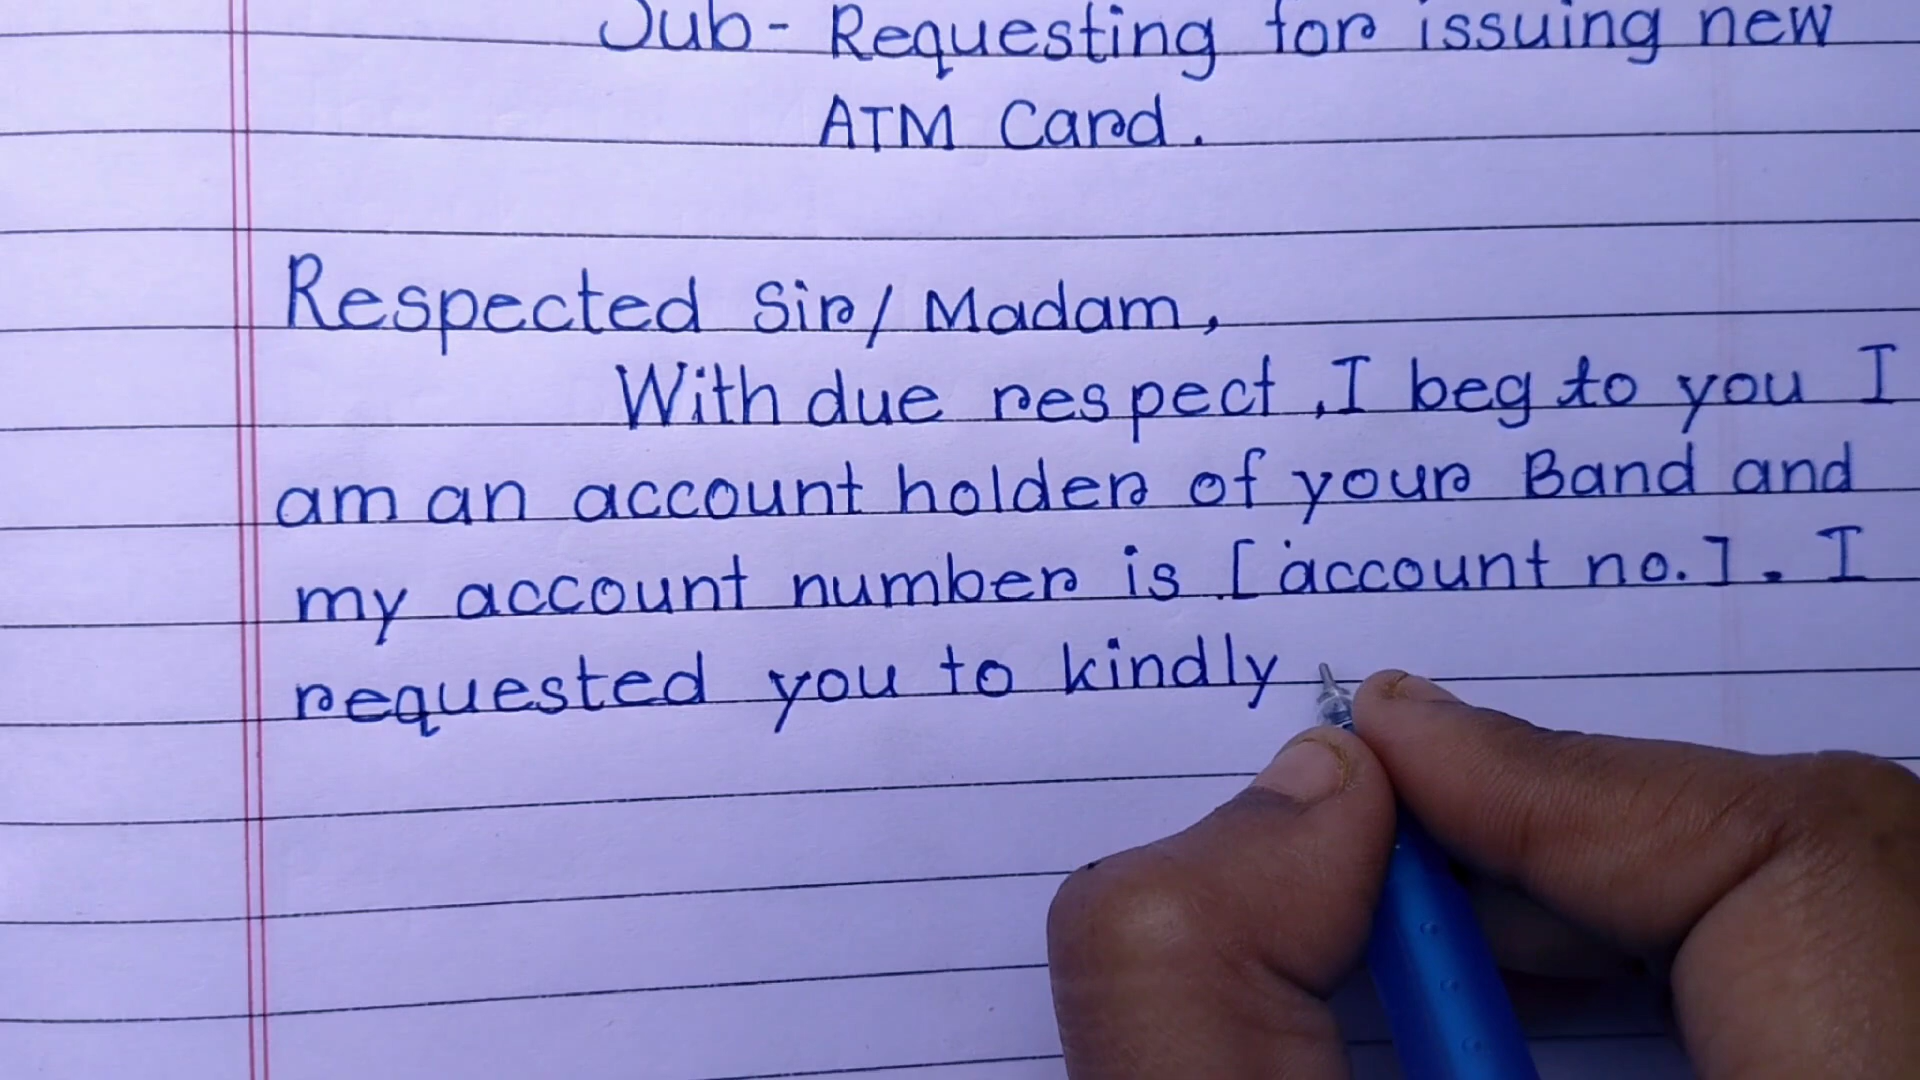 Sub- Requesting for issuing new
ATM Card.
Respected Sir/ Madam,
With due respect, I beg to you I
am an account holder of your Band and
my account number is [account no.]. I
requested you to kindly